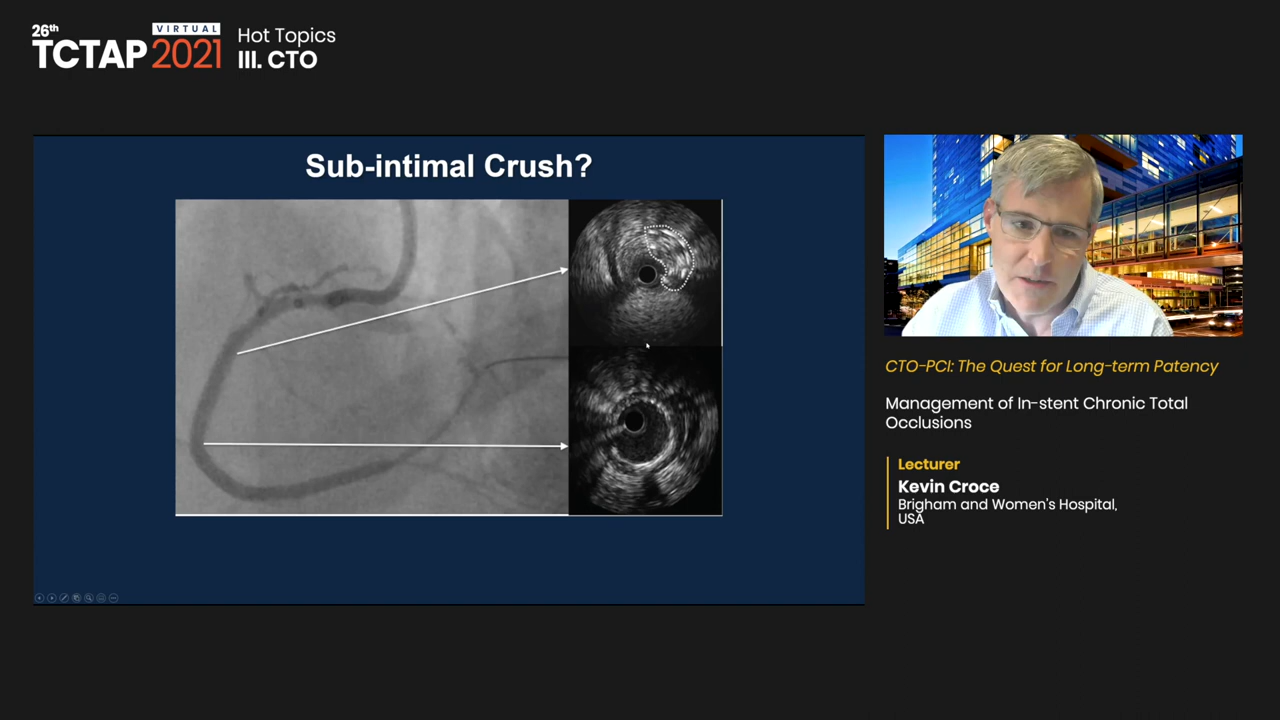 26th
VIRTUAL
TCTAP 2021
Hot Topics
III. CTO
Sub-intimal Crush?
CTO-PCI: The Quest for Long-term Patency
Management of In-stent Chronic Total
Occlusions
Lecturer
Kevin Croce
Brigham and Women's Hospital,
USA